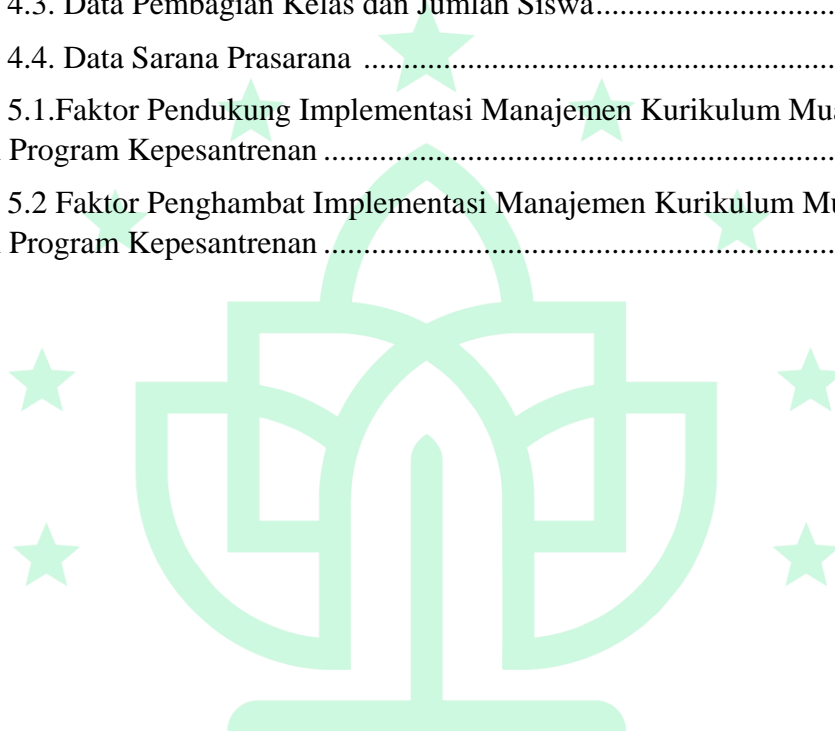 4.3. Data Pembagian Kelas dan Jumlah Siswa..............................
4.4. Data Sarana Prasarana ............................................................
5.1.Faktor Pendukung Implementasi Manajemen Kurikulum
Program Kepesantrenan .................................................................
5.2 Faktor Penghambat Implementasi Manajemen Kurikulum
Program Kepesantrenan .................................................................